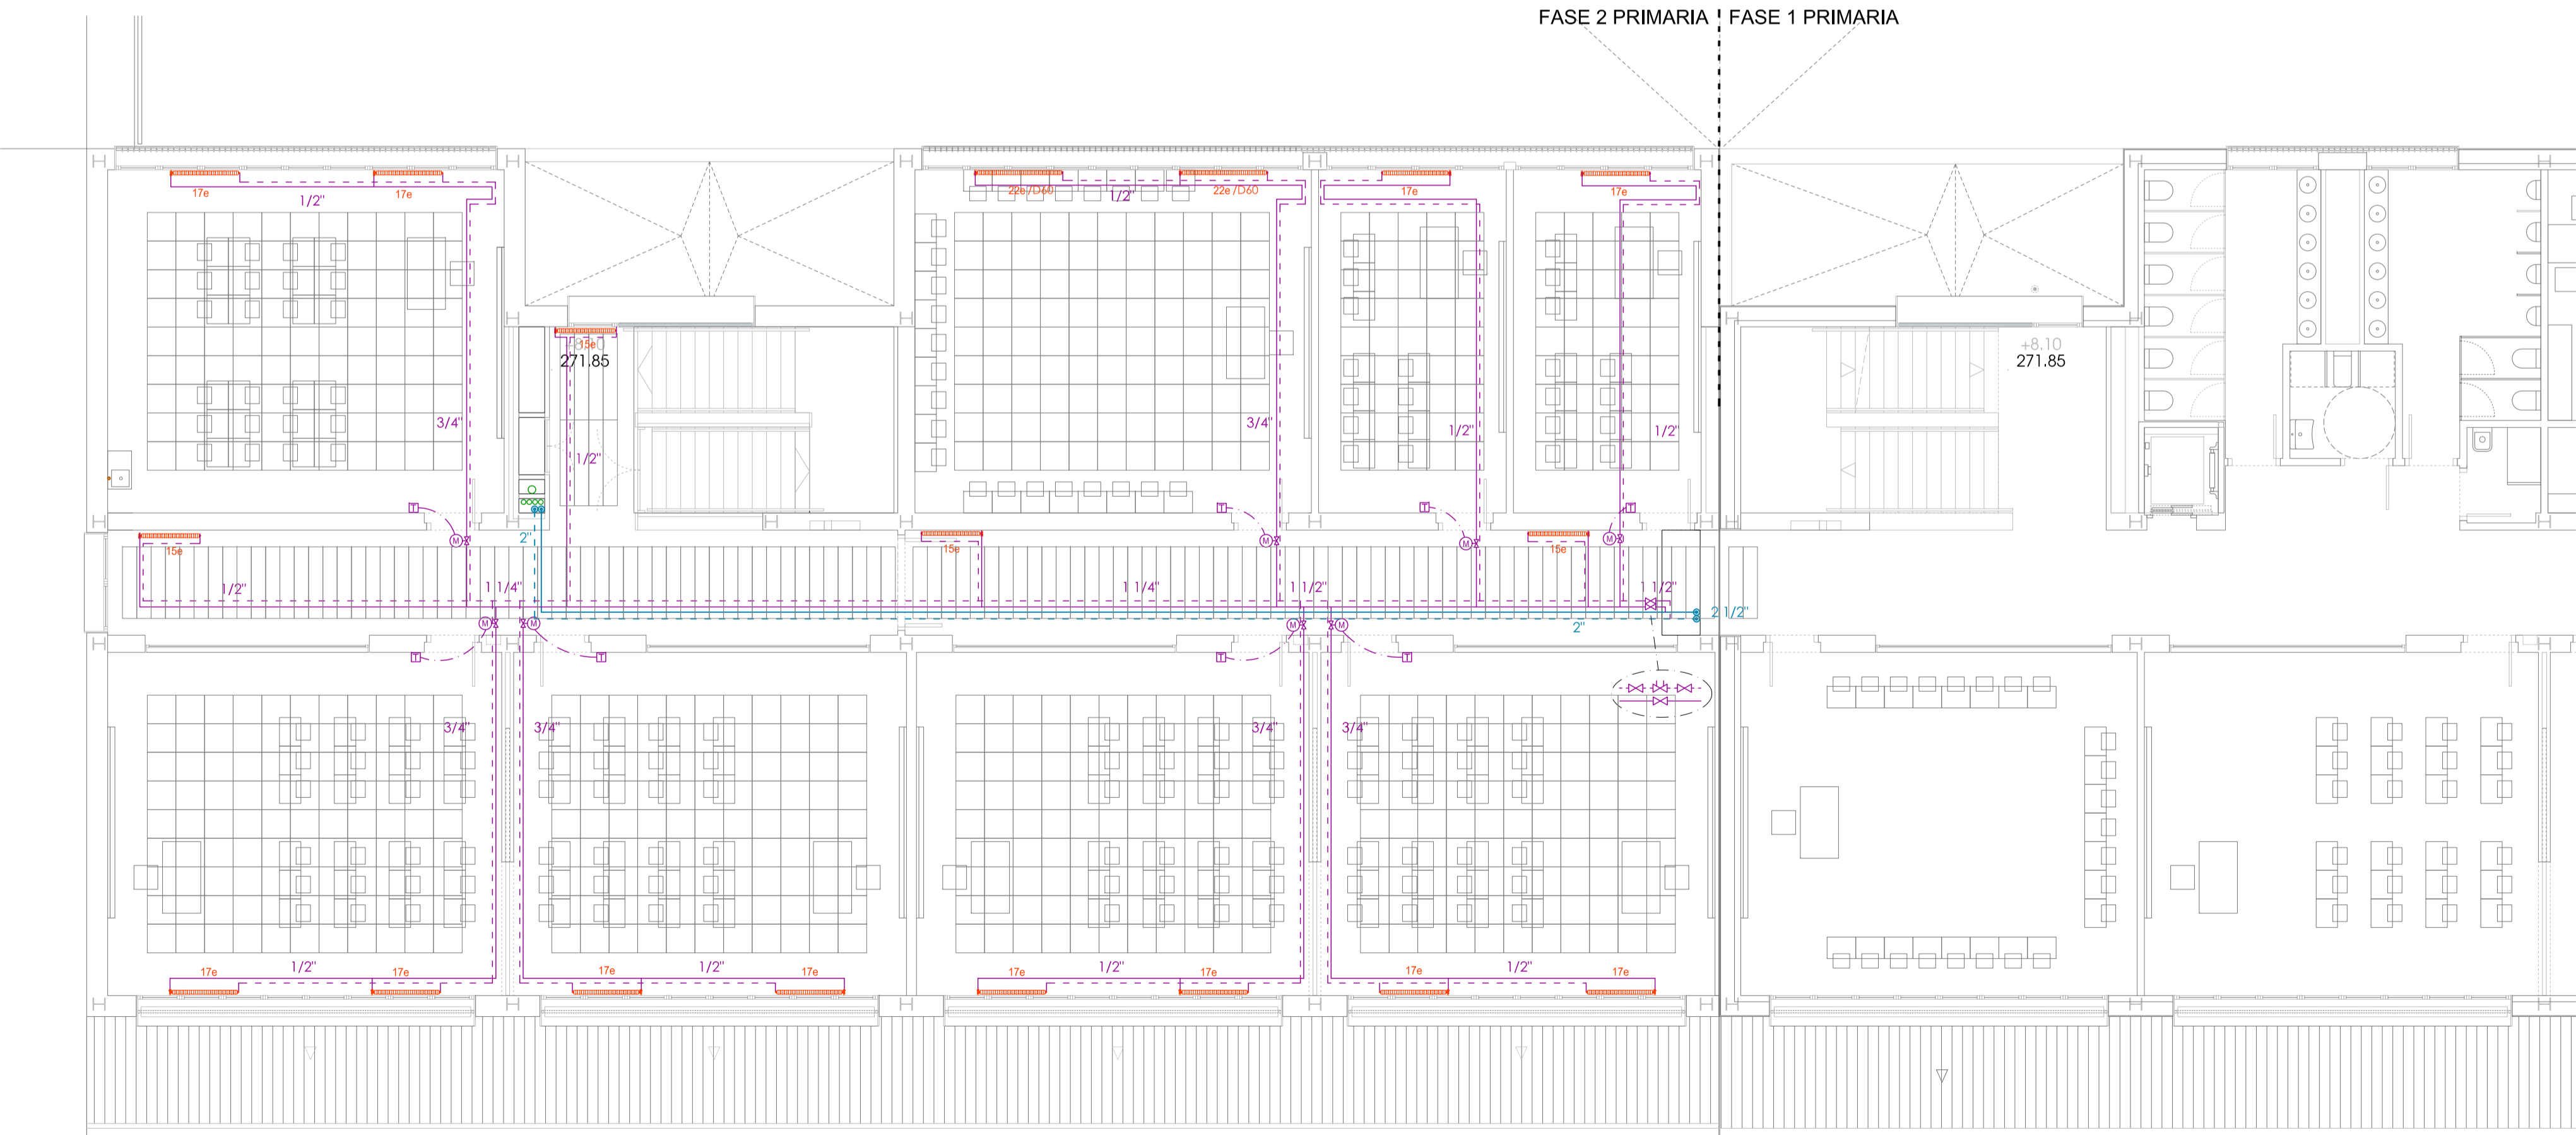 FASE 2 PRIMARIA
FASE 1 PRIMARIA
17e
17e
1/2"
22e /D60
1/2"
22e /D60
17e
17e
+8.10
15e
271.85
+8.10
271.85
3/4"
3/4"
1/2"
1/2"
1/2"
T
T
T
T
M
M
M
M
2"
15e
15e
15e
1/2"
1 1/4"
1 1/4"
1 1/2"
1 1/2"
2 1/2"
2"
M
M
M
M
T
T
T
T
3/4"
3/4"
3/4"
3/4"
17e
1/2"
17e
17e
1/2"
17e
17e
1/2"
17e
17e
1/2"
17e